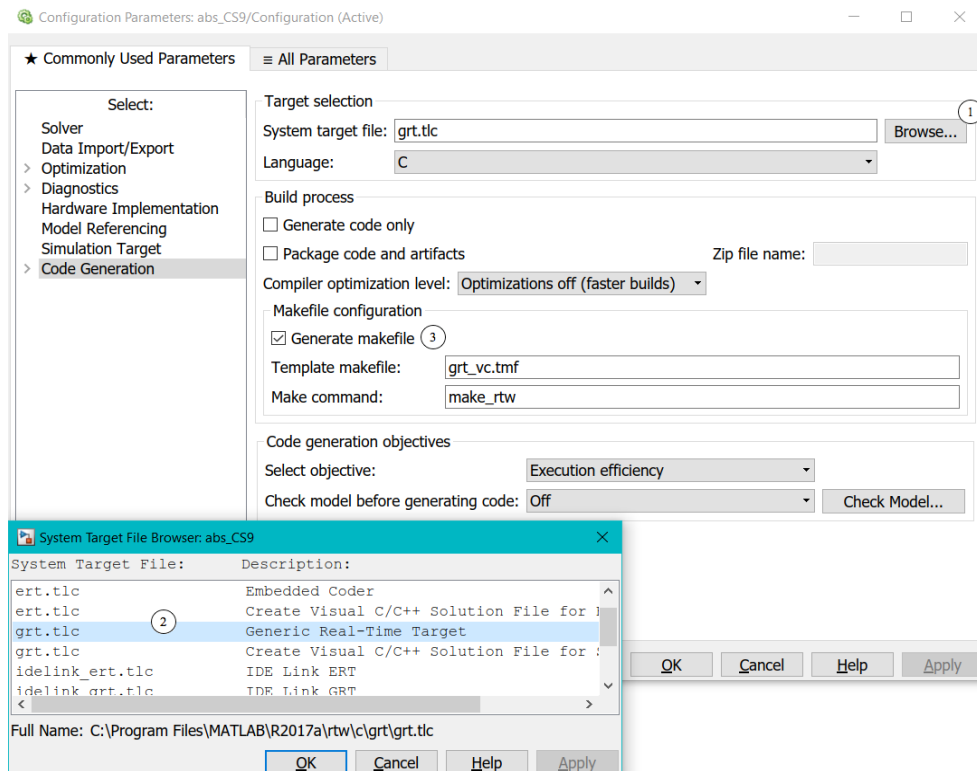 Configuration Parameters: abs_CS9/Configuration (Active)
★ Commonly Used Parameters ≡ All Parameters
Select:
Solver
Data Import/Export
Optimization
Diagnostics
Hardware Implementation
Model Referencing
Simulation Target
Code Generation
Target selection
1
System target file: grt.tlc Browse...
Language: C
Build process
Generate code only
Package code and artifacts Zip file name:
Compiler optimization level: Optimizations off (faster builds)
Makefile configuration
Generate makefile 3
Template makefile: grt_vc.tmf
Make command: make_rtw
Code generation objectives
Select objective: Execution efficiency
Check model before generating code: Off Check Model...
System Target File Browser: abs_CS9
System Target File: Description:
ert.tlc Embedded Coder
ert.tlc Create Visual C/C++ Solution File for
2
grt.tlc Generic Real-Time Target
grt.tlc Create Visual C/C++ Solution File for
idelink_ert.tlc IDE Link ERT
idelink_grt.tlc IDE Link GRT
Full Name: C:\Program Files\MATLAB\R2017a\rtw\c\grt\grt.tlc
OK Cancel Help Apply
OK Cancel Help Apply